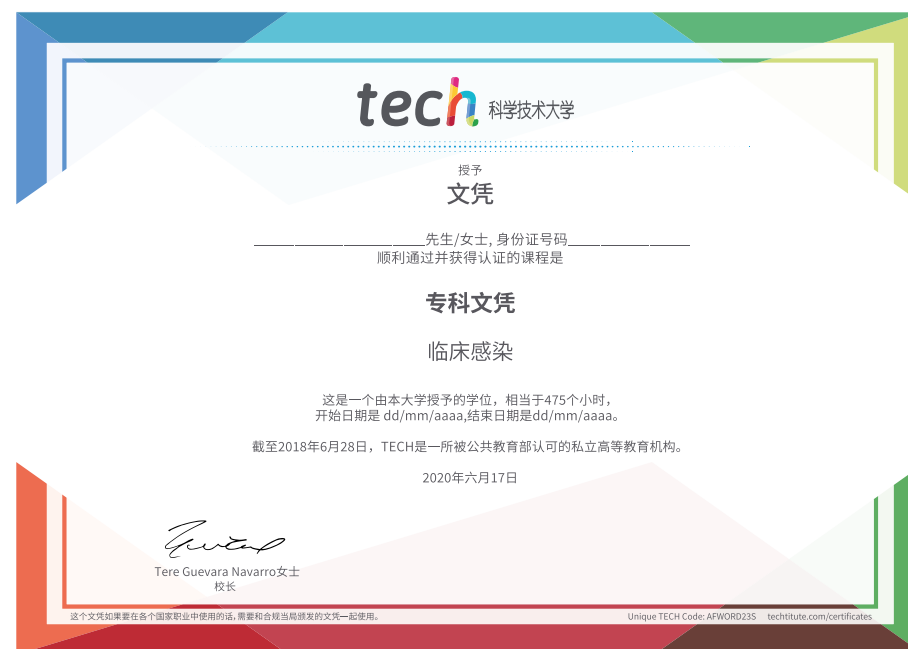 tech 科学技术大学
授予
文凭
____________________先生/女士, 身份证号码______________
顺利通过并获得认证的课程是
专科文凭
临床感染
这是一个由本大学授予的学位，相当于475个小时，
开始日期是 dd/mm/aaaa,结束日期是dd/mm/aaaa。
截至2018年6月28日，TECH是一所被公共教育部认可的私立高等教育机构。
2020年六月17日
Tere Guevara Navarro女士
校长
这个文凭如果要在各个国家职业中使用的话,需要和合规当局颁发的文凭一起使用。
Unique TECH Code: AFWORD23S techtitute.com/certificates